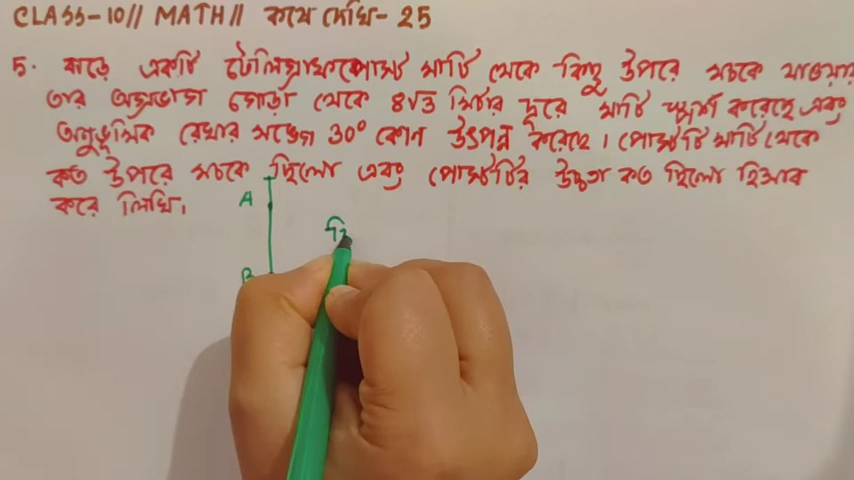 CLASS-10// MATH// কষে দেখি- 25
5. ঝড়ে একটি টেলিগ্রাফপোস্ট মাটি থেকে কিছু উপরে মচকে যাওয়ায়
তার অগ্রভাগ গোড়া থেকে 8√3 মিটার দূরে মাটি স্পর্শ করেছে এবং
অনুভূমিক রেখার সঙ্গে 30° কোন উৎপন্ন করেছে। পোস্টটি মাটি থেকে
কত উপরে মচকে ছিলো এবং পোস্টটির উচ্চতা কত ছিলো হিসাব
করে লিখি।
A
B